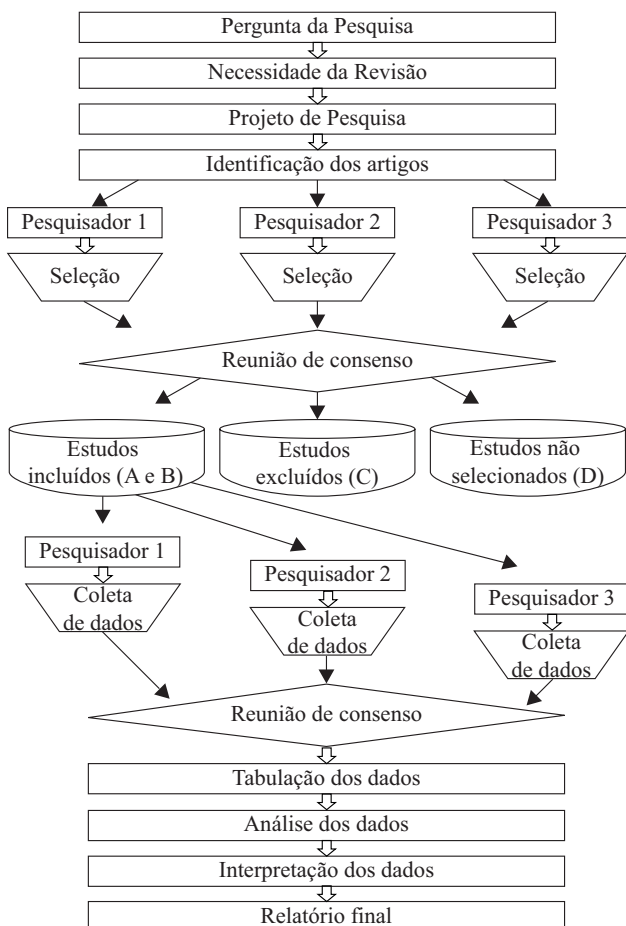 Pergunta da Pesquisa
Necessidade da Revisão
Projeto de Pesquisa
Identificação dos artigos
Pesquisador 1
Pesquisador 2
Pesquisador 3
Seleção
Seleção
Seleção
Reunião de consenso
Estudos
incluídos (A e B)
Estudos
excluídos (C)
Estudos não
selecionados (D)
Pesquisador 1
Coleta
de dados
Pesquisador 2
Coleta
de dados
Pesquisador 3
Coleta
de dados
Reunião de consenso
Tabulação dos dados
Análise dos dados
Interpretação dos dados
Relatório final